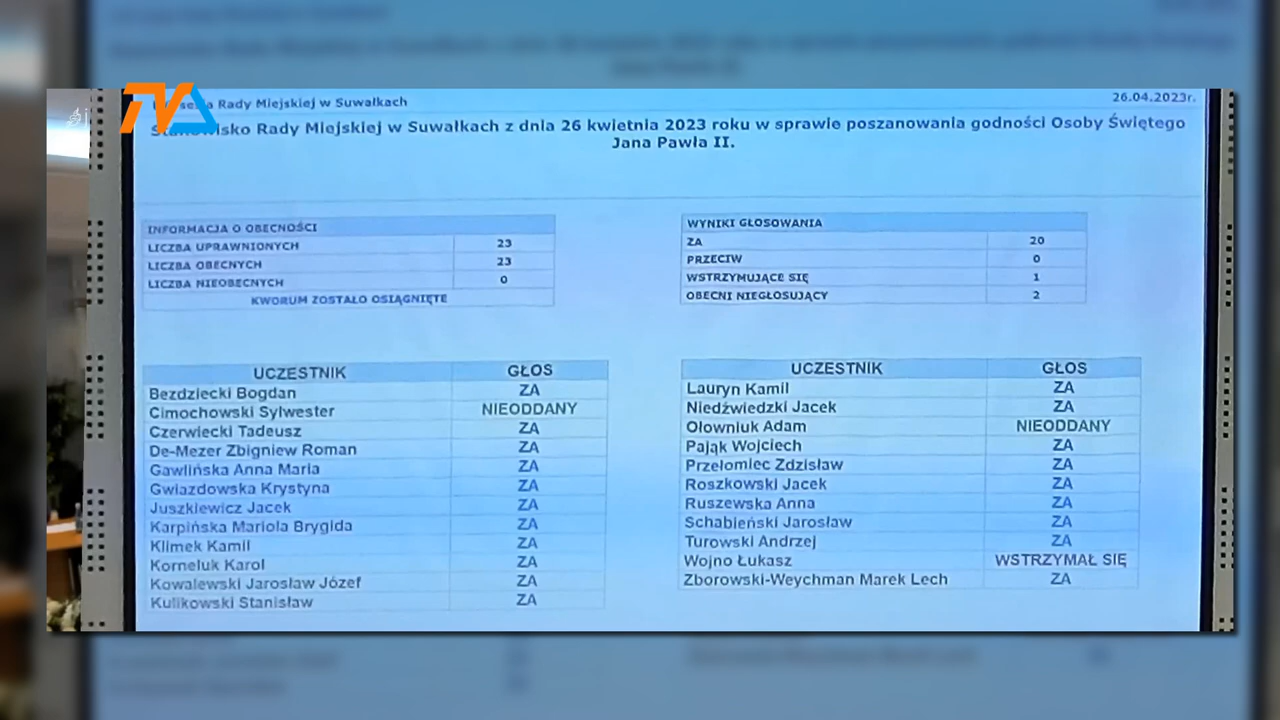 TVA
Rady Miejskiej w Suwałkach
26.04.2023r.
Stanowisko Rady Miejskiej w Suwałkach z dnia 26 kwietnia 2023 roku w sprawie poszanowania godności Osoby Świętego
Jana Pawła II.
INFORMACJA O OBECNOŚCI
LICZBA UPRAWNIONYCH 23
LICZBA OBECNYCH 23
LICZBA NIEOBECNYCH 0
KWORUM ZOSTAŁO OSIĄGNIĘTE
WYNIKI GŁOSOWANIA
ZA 20
PRZECIW 0
WSTRZYMUJĄCE SIĘ 1
OBECNI NIEGŁOSUJĄCY 2
UCZESTNIK GŁOS
Bezdziecki Bogdan ZA
Cimochowski Sylwester NIEODDANY
Czerwiecki Tadeusz ZA
De-Mezer Zbigniew Roman ZA
Gawlińska Anna Maria ZA
Gwiazdowska Krystyna ZA
Juszkiewicz Jacek ZA
Karpińska Mariola Brygida ZA
Klimek Kamil ZA
Korneluk Karol ZA
Kowalewski Jarosław Józef ZA
Kulikowski Stanisław ZA
UCZESTNIK GŁOS
Lauryn Kamil ZA
Niedźwiedzki Jacek ZA
Ołowniuk Adam NIEODDANY
Pająk Wojciech ZA
Przełomiec Zdzisław ZA
Roszkowski Jacek ZA
Ruszewska Anna ZA
Schabieński Jarosław ZA
Turowski Andrzej ZA
Wojno Łukasz WSTRZYMAŁ SIĘ
Zborowski-Weychman Marek Lech ZA